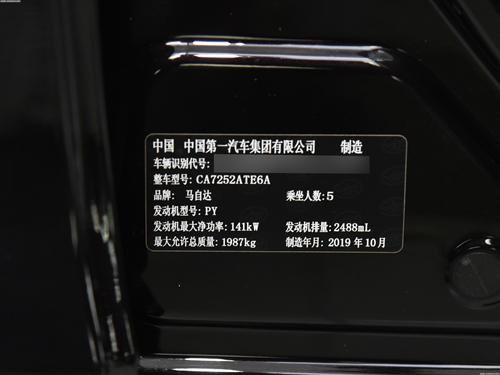 中国 中国第一汽车集团有限公司 制造
车辆识别代号:
整车型号: CA7252ATE6A
品牌: 马自达 乘坐人数: 5
发动机型号: PY
发动机最大净功率: 141kW 发动机排量: 2488mL
最大允许总质量: 1987kg 制造年月: 2019 年 10 月